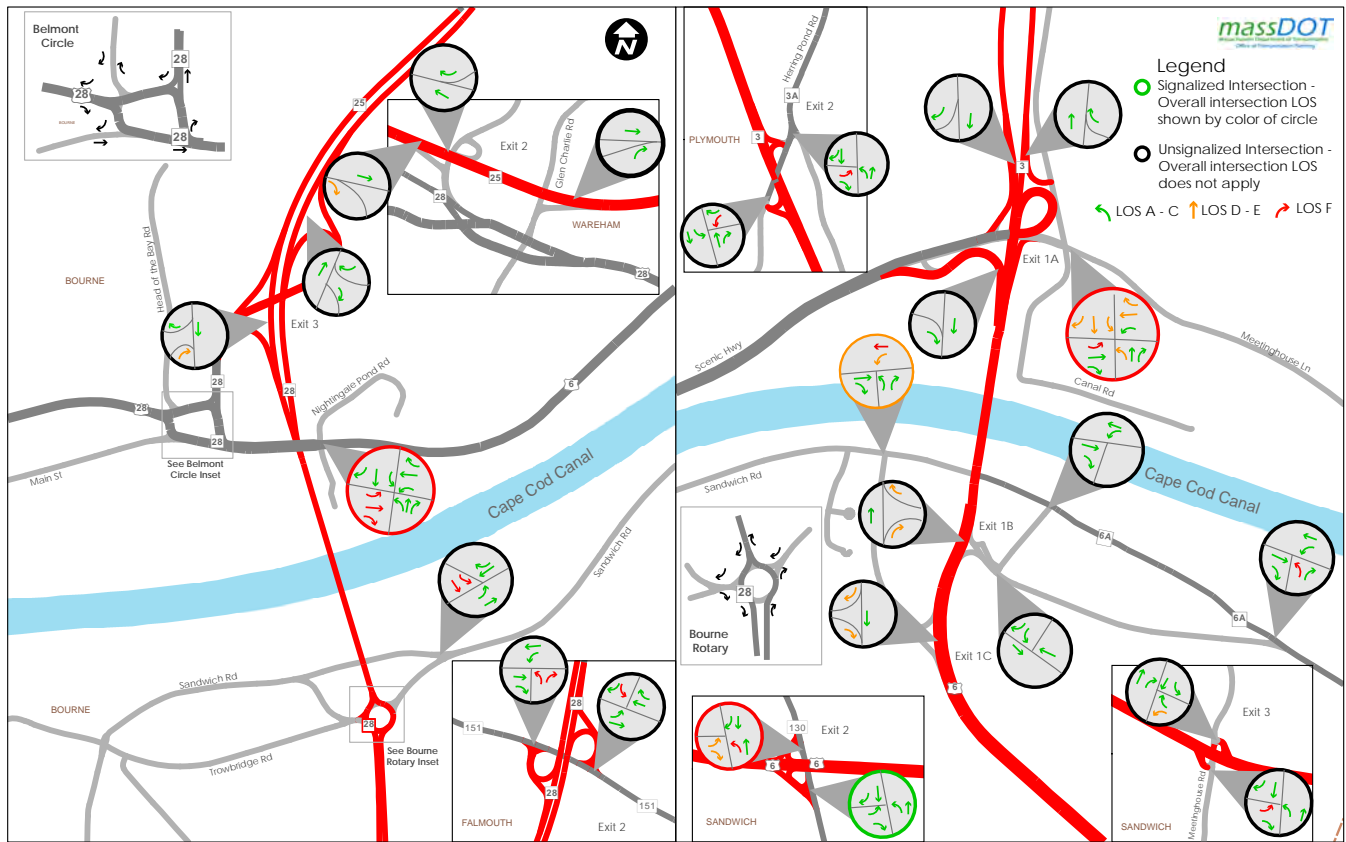 Belmont
Circle
28
28
28
BOURNE
N
25
Exit 2
25
Glen Charlie Rd
28
WAREHAM
28
Head of the Bay Rd
BOURNE
Exit 3
28
28
Nightingale Pond Rd
28
6
28
See Belmont
Circle Inset
Main St
Cape Cod Canal
Sandwich Rd
Sandwich Rd
BOURNE
28
See Bourne
Rotary Inset
Trowbridge Rd
151
28
28
151
FALMOUTH
Exit 2
Herring Pond Rd
3A
Exit 2
PLYMOUTH
3
massDOT
Legend
Signalized Intersection -
Overall intersection LOS
shown by color of circle
Unsignalized Intersection -
Overall intersection LOS
does not apply
LOS A - C
LOS D - E
LOS F
3
Exit 1A
Scenic Hwy
Meetinghouse Ln
Canal Rd
Sandwich Rd
Cape Cod Canal
Exit 1B
6A
6A
28
Bourne
Rotary
Exit 1C
6
130
Exit 2
6
6
SANDWICH
Exit 3
Meetinghouse Rd
SANDWICH